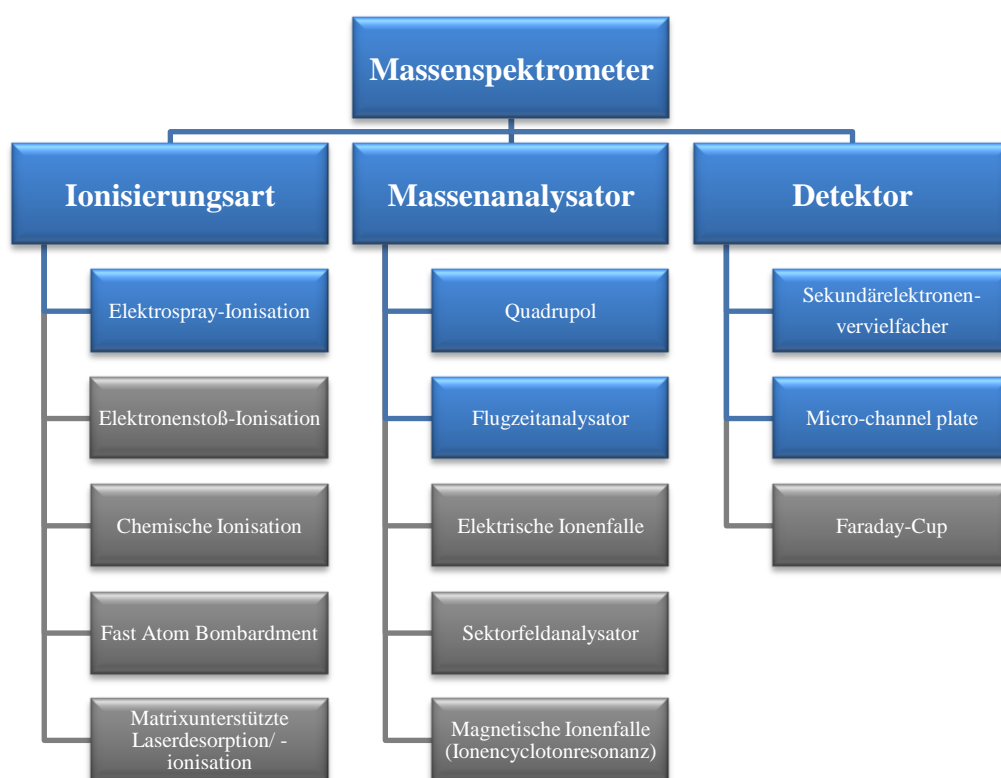 Massenspektrometer
Ionisierungsart
Massenanalysator
Detektor
Elektrospray-Ionisation
Elektronenstoß-Ionisation
Chemische Ionisation
Fast Atom Bombardment
Matrixunterstützte
Laserdesorption/ -
ionisation
Quadrupol
Flugzeitanalysator
Elektrische Ionenfalle
Sektorfeldanalysator
Magnetische Ionenfalle
(Ionencyclotonresonanz)
Sekundärelektronen-
vervielfacher
Micro-channel plate
Faraday-Cup